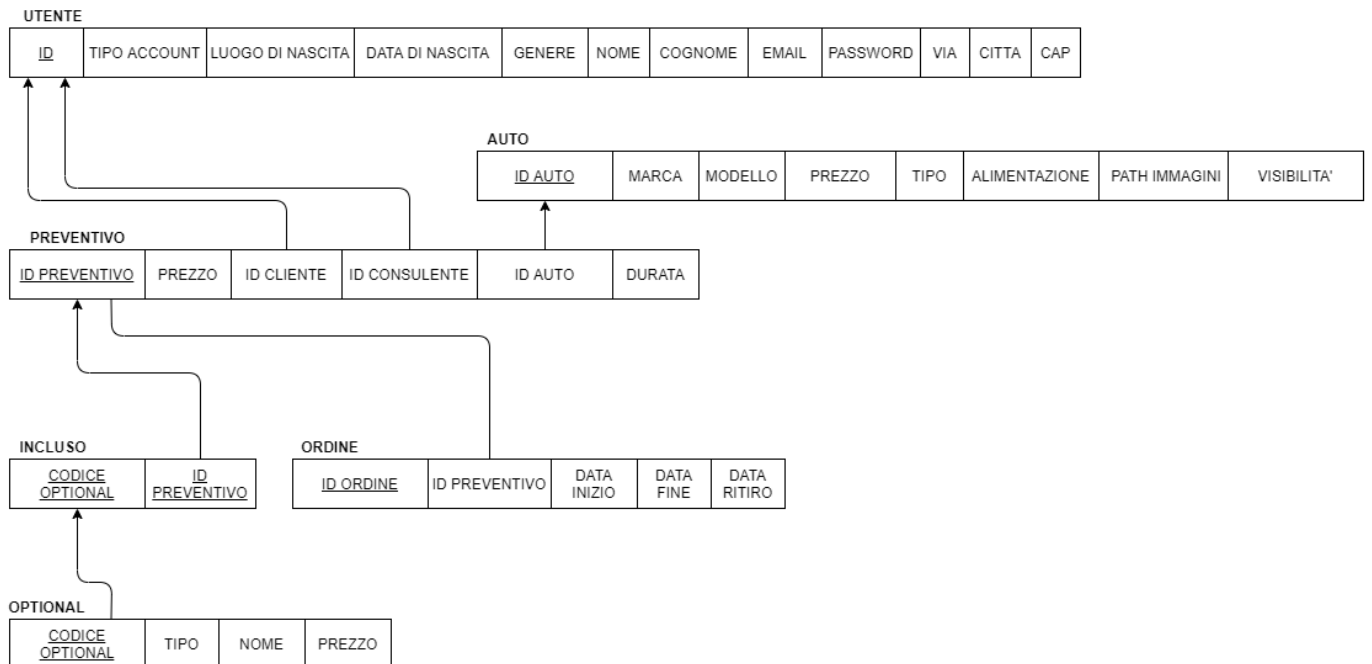 UTENTE
ID TIPO ACCOUNT LUOGO DI NASCITA DATA DI NASCITA GENERE NOME COGNOME EMAIL PASSWORD VIA CITTA CAP
AUTO
ID AUTO MARCA MODELLO PREZZO TIPO ALIMENTAZIONE PATH IMMAGINI VISIBILITA'
PREVENTIVO
ID PREVENTIVO PREZZO ID CLIENTE ID CONSULENTE ID AUTO DURATA
INCLUSO
CODICE
OPTIONAL
ID
PREVENTIVO
ORDINE
ID ORDINE ID PREVENTIVO
DATA
INIZIO
DATA
FINE
DATA
RITIRO
OPTIONAL
CODICE
OPTIONAL
TIPO NOME PREZZO